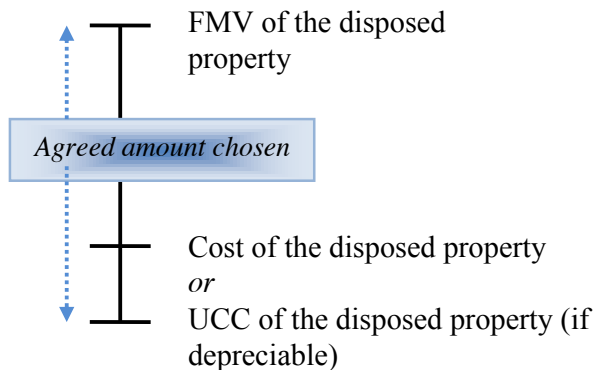 FMV of the disposed
property
Agreed amount chosen
Cost of the disposed property
or
UCC of the disposed property (if
depreciable)